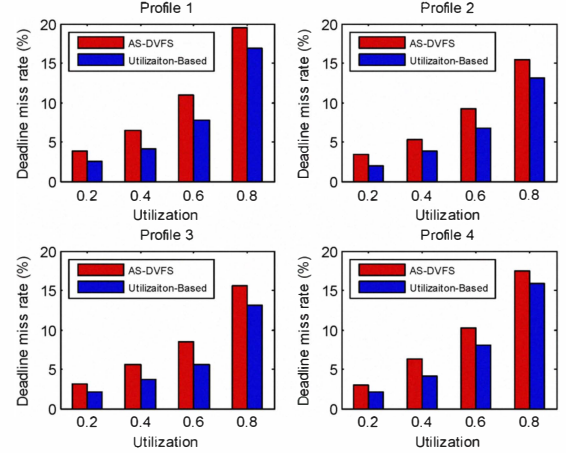 Profile 1
Deadline miss rate (%)
20
15
10
5
0
AS-DVFS
Utilizaiton-Based
0.2 0.4 0.6 0.8
Utilization
Profile 2
Deadline miss rate (%)
20
15
10
5
0
AS-DVFS
Utilizaiton-Based
0.2 0.4 0.6 0.8
Utilization
Profile 3
Deadline miss rate (%)
20
15
10
5
0
AS-DVFS
Utilizaiton-Based
0.2 0.4 0.6 0.8
Utilization
Profile 4
Deadline miss rate (%)
20
15
10
5
0
AS-DVFS
Utilizaiton-Based
0.2 0.4 0.6 0.8
Utilization